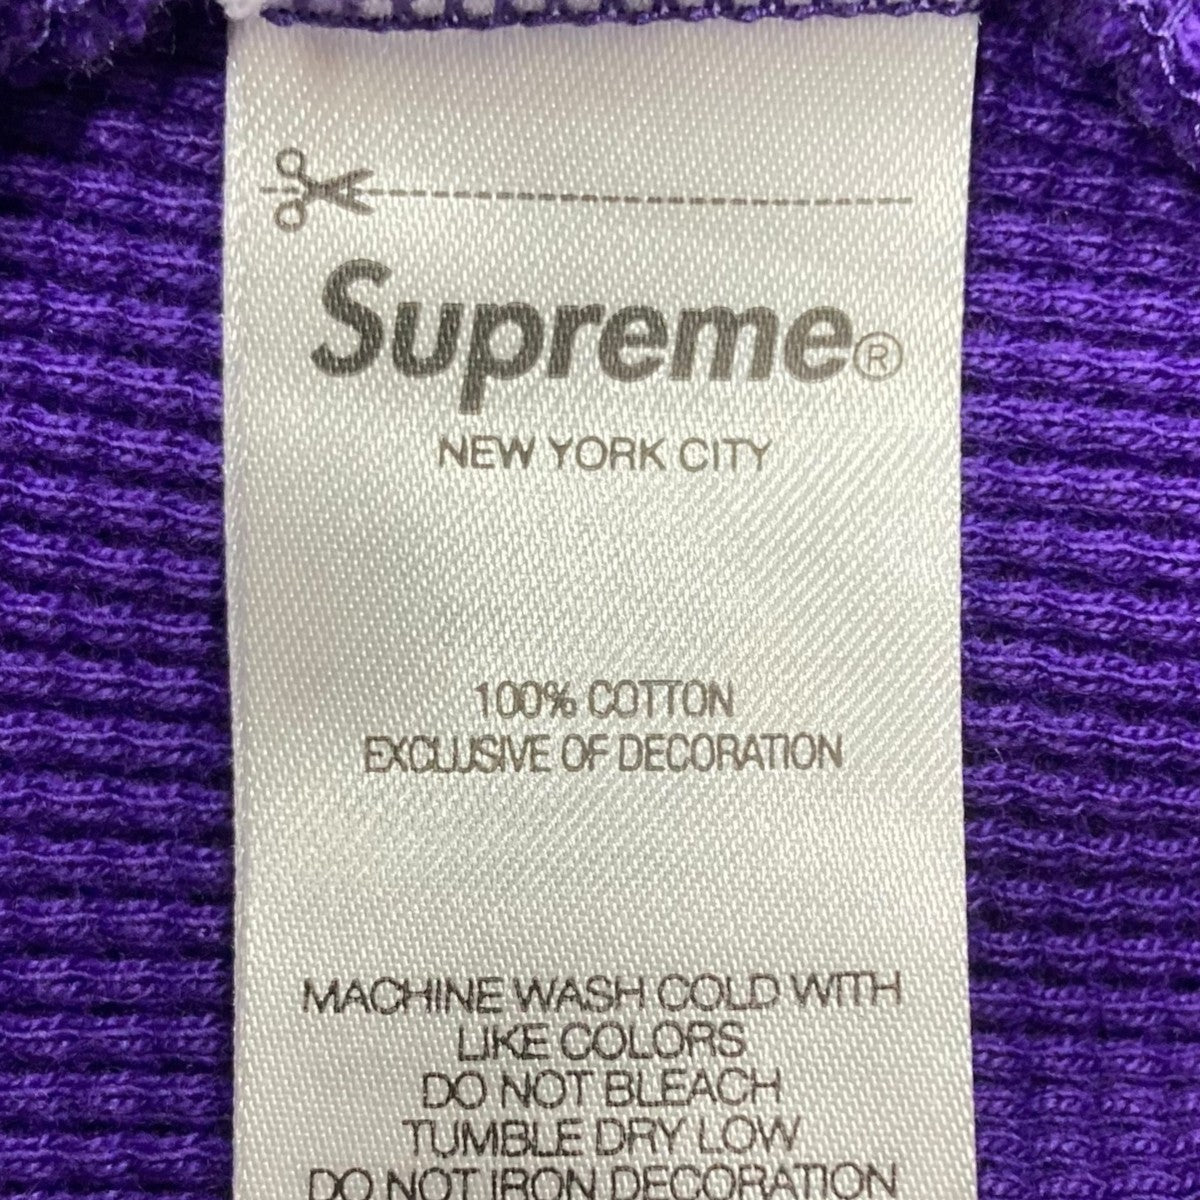 Supreme®
NEW YORK CITY
100% COTTON
EXCLUSIVE OF DECORATION
MACHINE WASH COLD WITH
LIKE COLORS
DO NOT BLEACH
TUMBLE DRY LOW
DO NOT IRON DECORATION